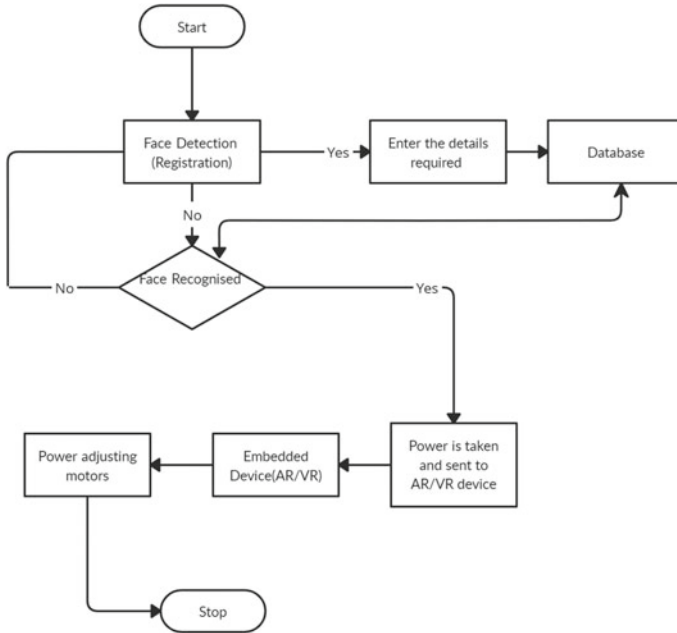 Start
Face Detection
(Registration)
Yes
Enter the details
required
Database
No
Face Recognised
No
Yes
Power adjusting
motors
Embedded
Device(AR/VR)
Power is taken
and sent to
AR/VR device
Stop